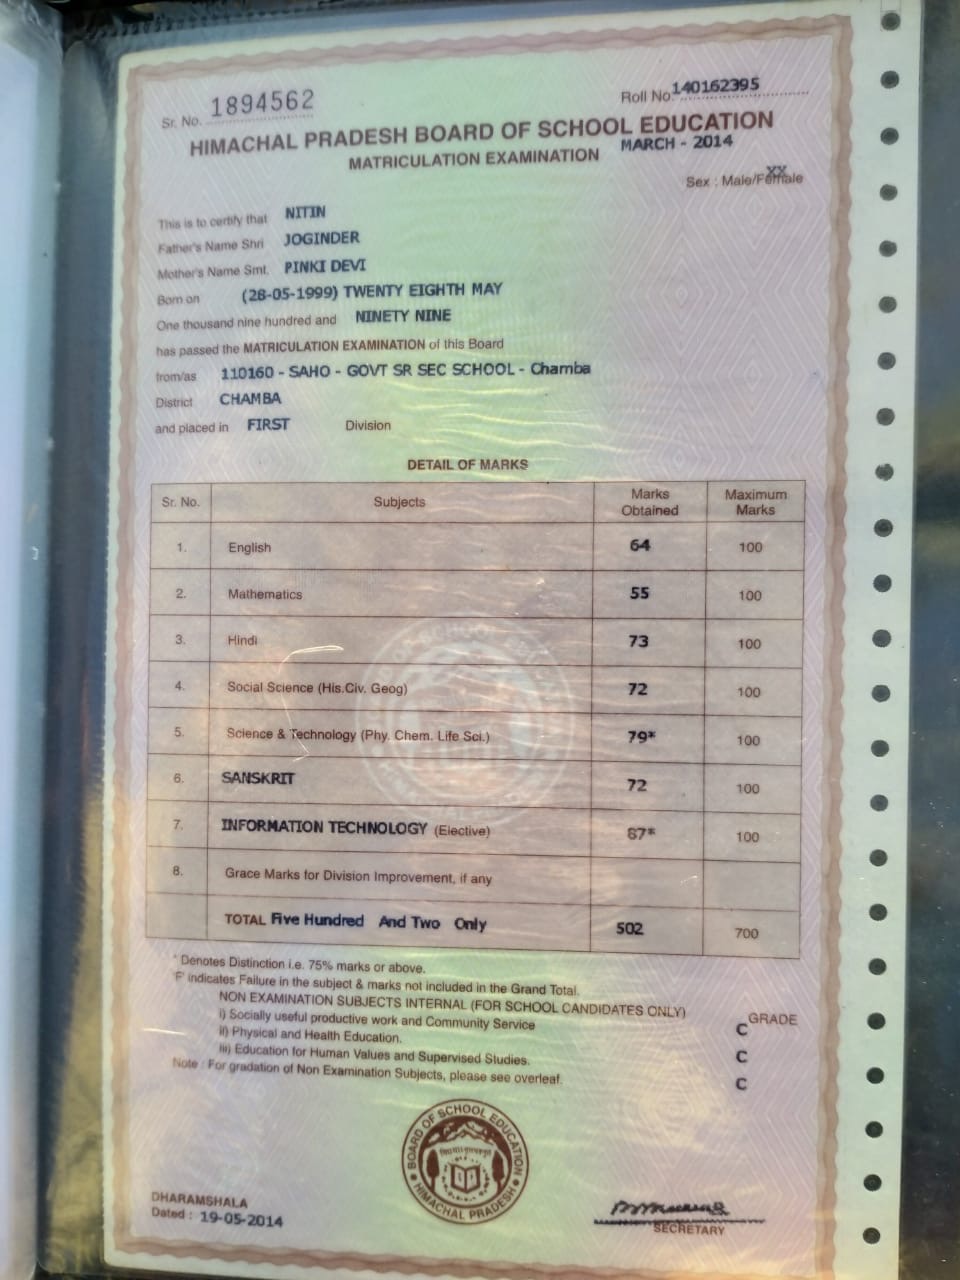 Sr. No. 1894562
Roll No. 140162395
HIMACHAL PRADESH BOARD OF SCHOOL EDUCATION
MATRICULATION EXAMINATION MARCH - 2014
Sex : Male/Female XX
This is to certify that NITIN
Father's Name Shri JOGINDER
Mother's Name Smt. PINKI DEVI
Born on (28-05-1999) TWENTY EIGHTH MAY
One thousand nine hundred and NINETY NINE
has passed the MATRICULATION EXAMINATION of this Board
from/as 110160 - SAHO - GOVT SR SEC SCHOOL - Chamba
District CHAMBA
and placed in FIRST Division
DETAIL OF MARKS
Sr. No. Subjects Marks Obtained Maximum Marks
1. English 64 100
2. Mathematics 55 100
3. Hindi 73 100
4. Social Science (His.Civ. Geog) 72 100
5. Science & Technology (Phy. Chem. Life Sci.) 79* 100
6. SANSKRIT 72 100
7. INFORMATION TECHNOLOGY (Elective) 87* 100
8. Grace Marks for Division Improvement, if any
TOTAL Five Hundred And Two Only 502 700
* Denotes Distinction i.e. 75% marks or above.
'F' indicates Failure in the subject & marks not included in the Grand Total.
NON EXAMINATION SUBJECTS INTERNAL (FOR SCHOOL CANDIDATES ONLY) GRADE
i) Socially useful productive work and Community Service C
ii) Physical and Health Education. C
iii) Education for Human Values and Supervised Studies. C
Note : For gradation of Non Examination Subjects, please see overleaf.
BOARD OF SCHOOL EDUCATION
HIMACHAL PRADESH
DHARAMSHALA
Dated : 19-05-2014
SECRETARY